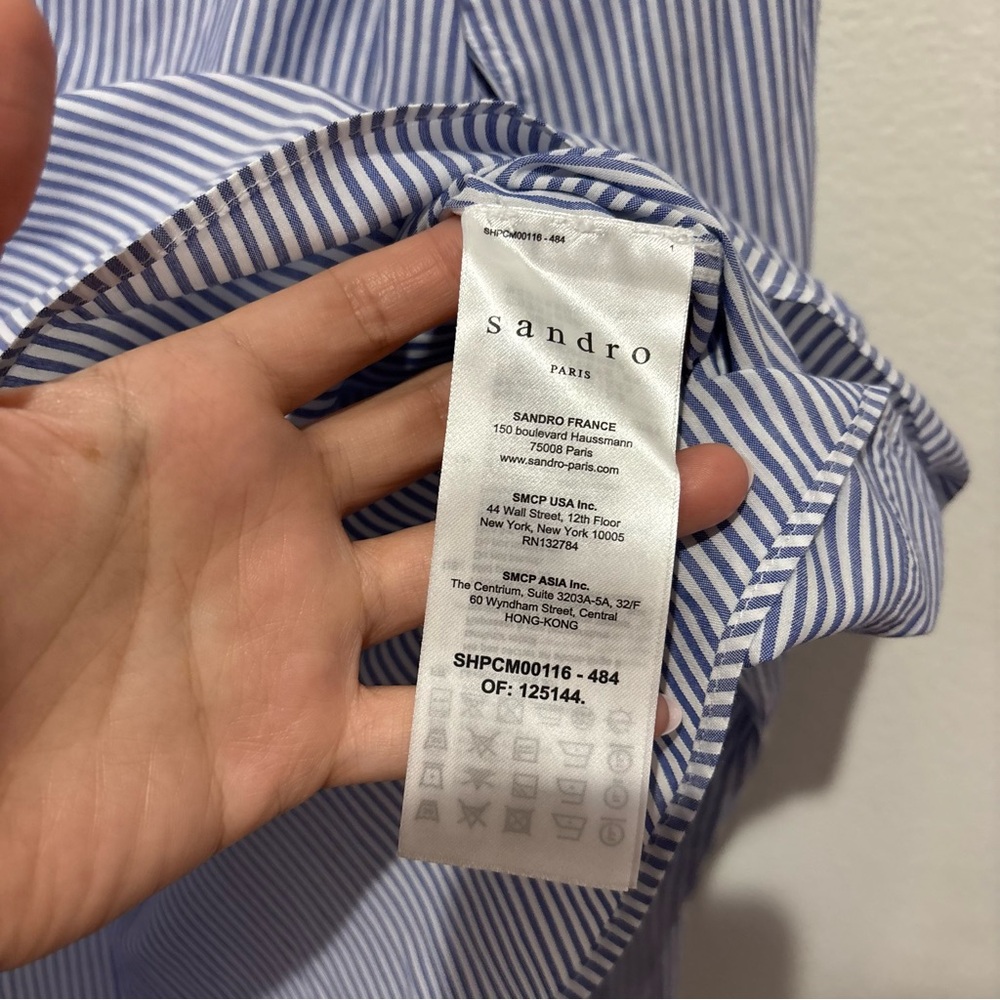 SHPCM00116 - 484
1
sandro
PARIS
SANDRO FRANCE
150 boulevard Haussmann
75008 Paris
www.sandro-paris.com
SMCP USA Inc.
44 Wall Street, 12th Floor
New York, New York 10005
RN132784
SMCP ASIA Inc.
The Centrium, Suite 3203A-5A, 32/F
60 Wyndham Street, Central
HONG-KONG
SHPCM00116 - 484
OF: 125144.